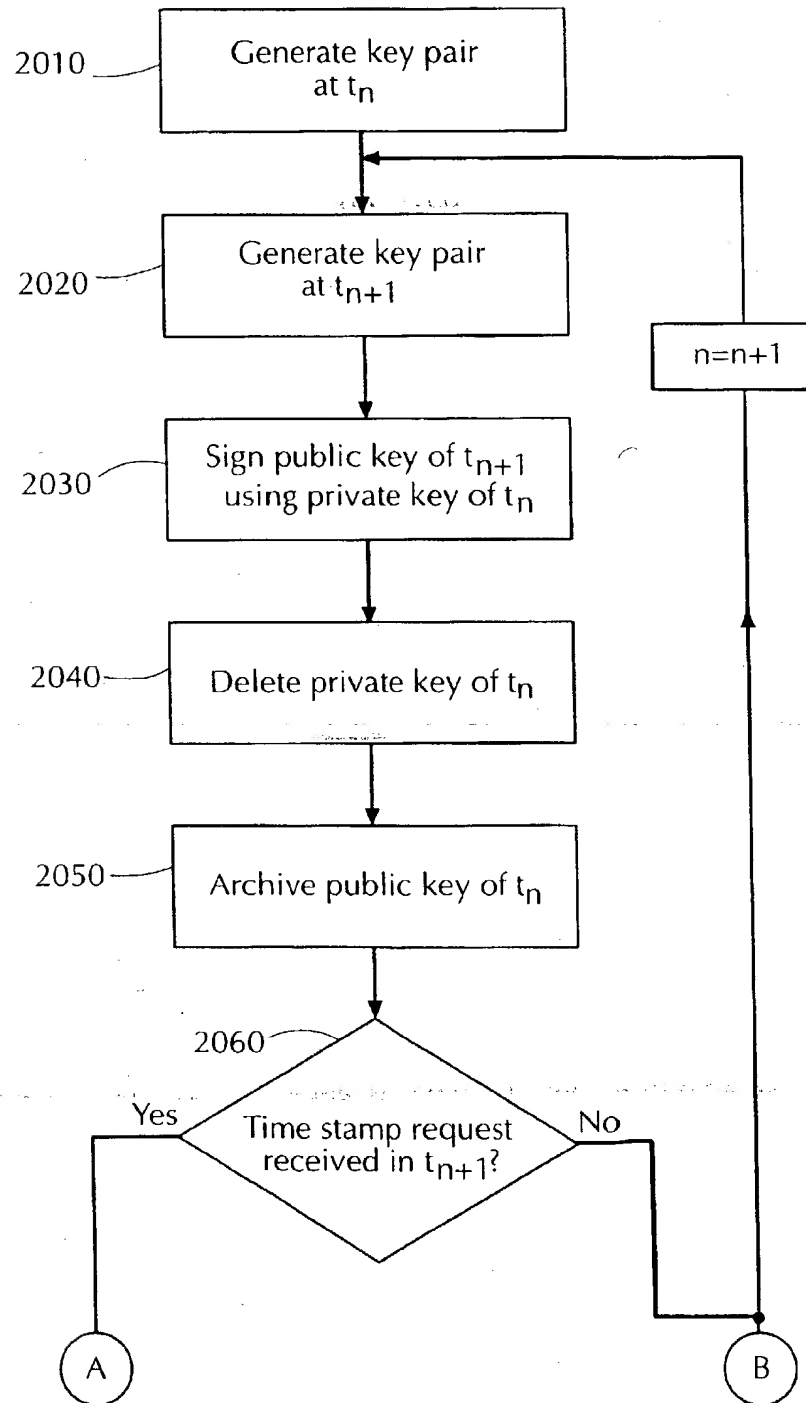 2010
Generate key pair
at tn
2020
Generate key pair
at tn+1
n=n+1
2030
Sign public key of tn+1
using private key of tn
2040
Delete private key of tn
2050
Archive public key of tn
2060
Yes
Time stamp request
received in tn+1?
No
A
B